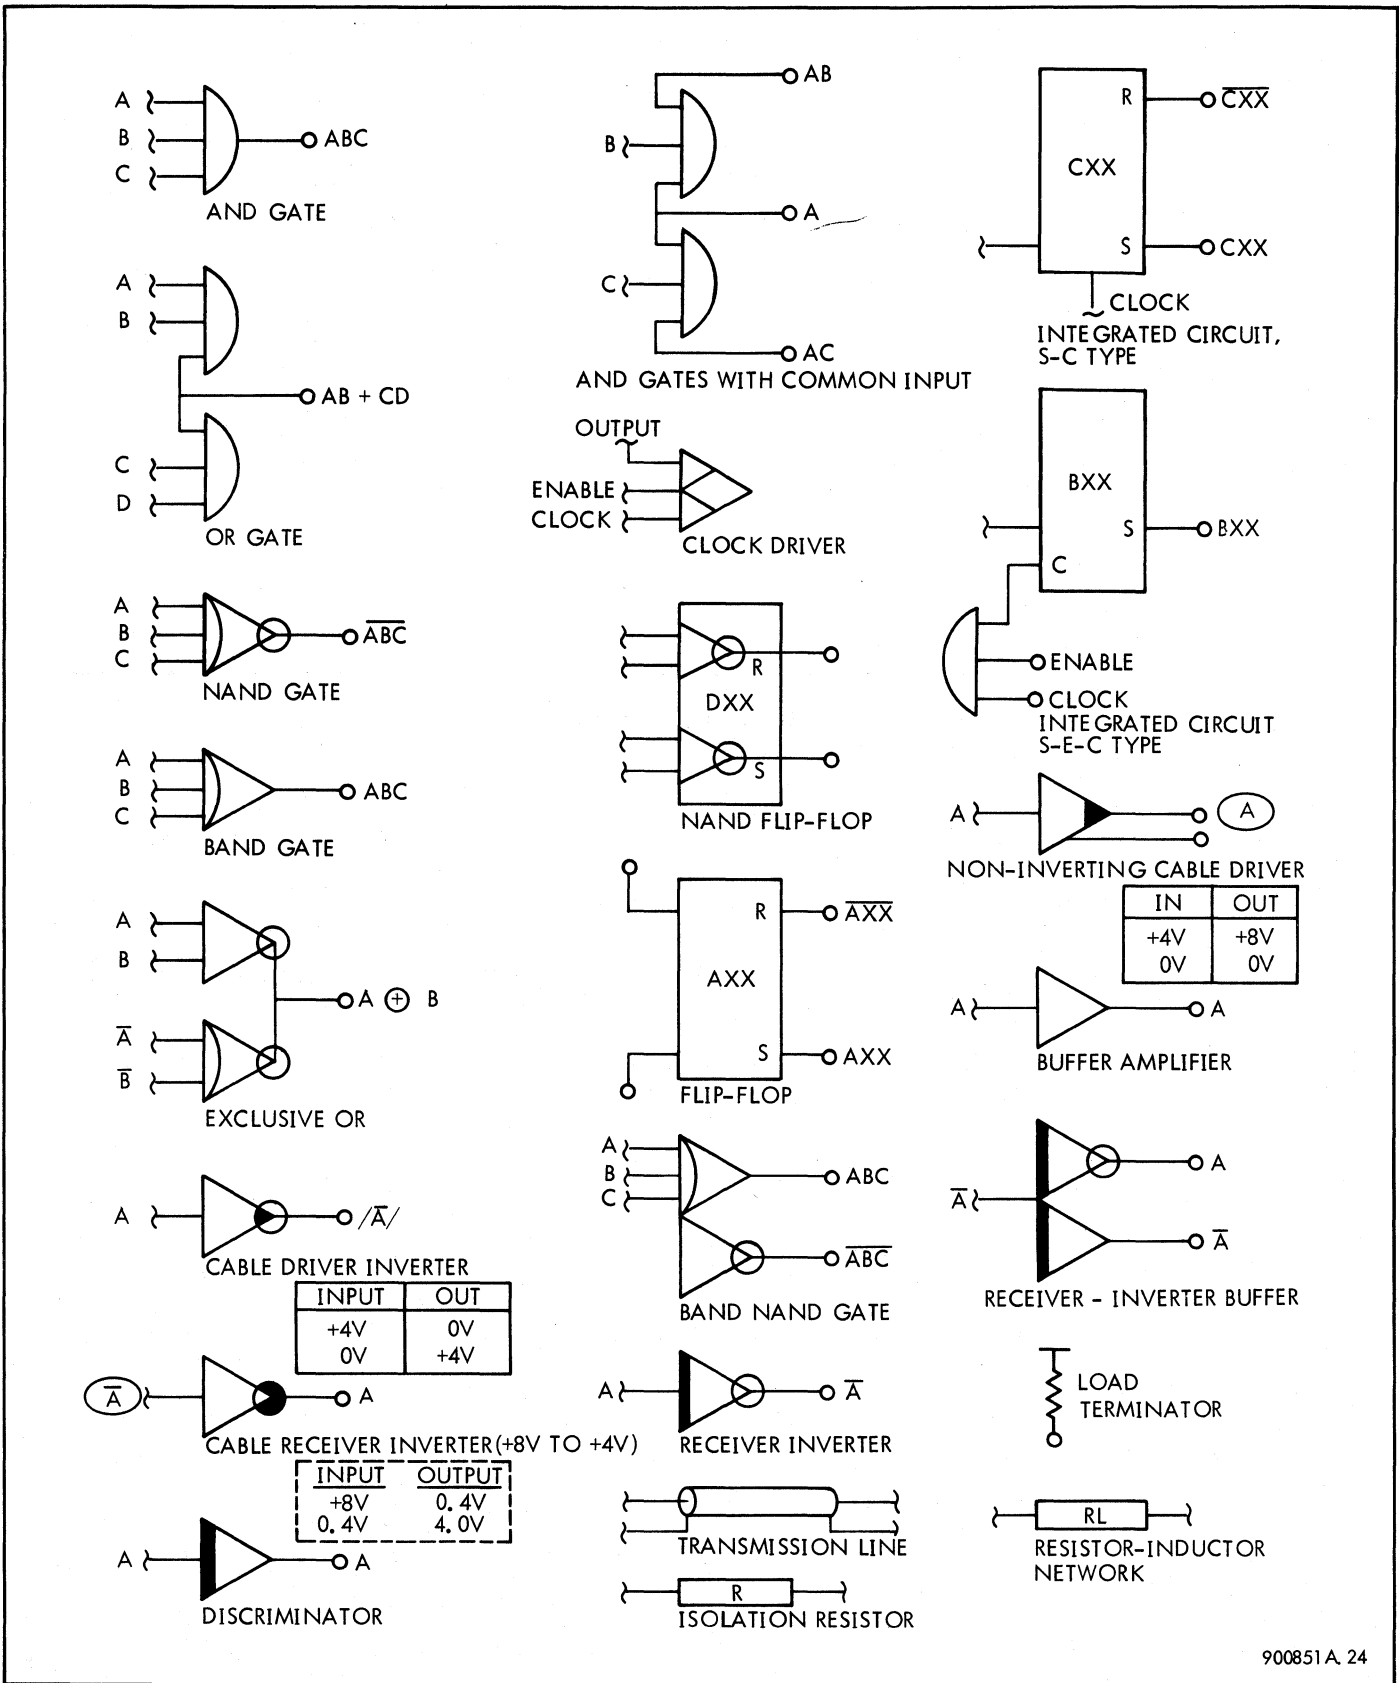 A
B
C
ABC
AND GATE
A
B
AB + CD
C
D
OR GATE
A
B
C
A̅B̅C̅
NAND GATE
A
B
C
ABC
BAND GATE
A
B
A ⊕ B
A̅
B̅
EXCLUSIVE OR
A
/A̅/
CABLE DRIVER INVERTER
INPUT OUT
+4V 0V
0V +4V
A̅
A
CABLE RECEIVER INVERTER (+8V TO +4V)
INPUT OUTPUT
+8V 0.4V
0.4V 4.0V
A
A
DISCRIMINATOR
AB
B
A
C
AC
AND GATES WITH COMMON INPUT
OUTPUT
ENABLE
CLOCK
CLOCK DRIVER
R
DXX
S
NAND FLIP-FLOP
R
A̅X̅X̅
AXX
S
AXX
FLIP-FLOP
A
B
C
ABC
A̅B̅C̅
BAND NAND GATE
A
A̅
RECEIVER INVERTER
TRANSMISSION LINE
R
ISOLATION RESISTOR
R
C̅X̅X̅
CXX
S
CXX
CLOCK
INTEGRATED CIRCUIT,
S-C TYPE
BXX
S
BXX
C
ENABLE
CLOCK
INTEGRATED CIRCUIT
S-E-C TYPE
A
A
NON-INVERTING CABLE DRIVER
IN OUT
+4V +8V
0V 0V
A
A
BUFFER AMPLIFIER
A
A̅
A̅
RECEIVER - INVERTER BUFFER
LOAD
TERMINATOR
RL
RESISTOR-INDUCTOR
NETWORK
900851A.24